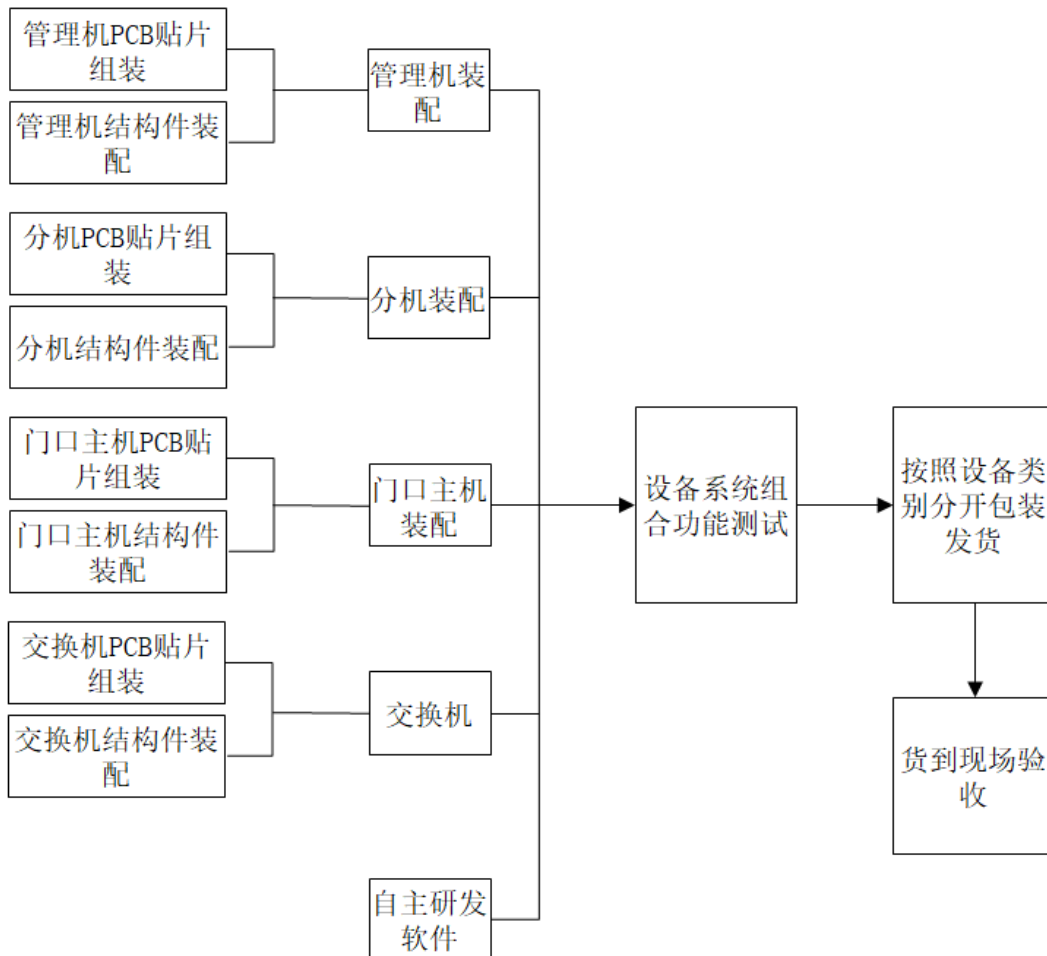 管理机PCB贴片
组装
管理机结构件装
配
管理机装
配
分机PCB贴片组
装
分机结构件装配
分机装配
门口主机PCB贴
片组装
门口主机结构件
装配
门口主机
装配
交换机PCB贴片
组装
交换机结构件装
配
交换机
自主研发
软件
设备系统组
合功能测试
按照设备类
别分开包装
发货
货到现场验
收